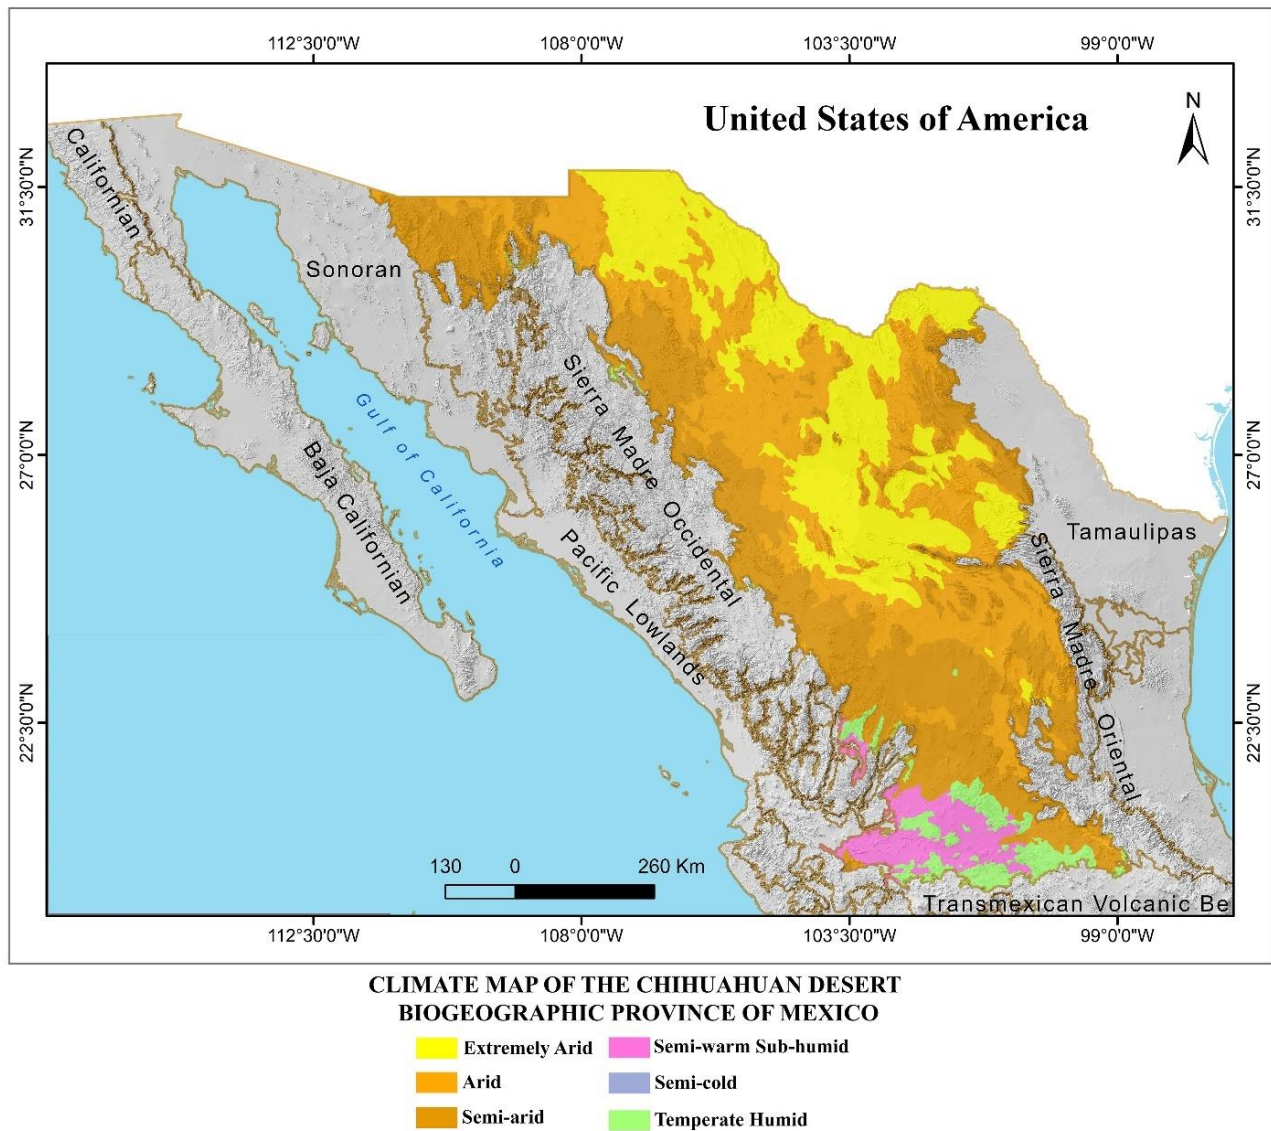 112°30'0"W
108°0'0"W
103°30'0"W
99°0'0"W
United States of America
N
31°30'0"N
31°30'0"N
Californian
Sonoran
Sierra Madre Occidental
Gulf of California
Baja Californian
27°0'0"N
27°0'0"N
Pacific Lowlands
Tamaulipas
Sierra Madre Oriental
22°30'0"N
22°30'0"N
130 0 260 Km
Transmexican Volcanic Be
112°30'0"W
108°0'0"W
103°30'0"W
99°0'0"W
CLIMATE MAP OF THE CHIHUAHUAN DESERT
BIOGEOGRAPHIC PROVINCE OF MEXICO
Extremely Arid
Semi-warm Sub-humid
Arid
Semi-cold
Semi-arid
Temperate Humid